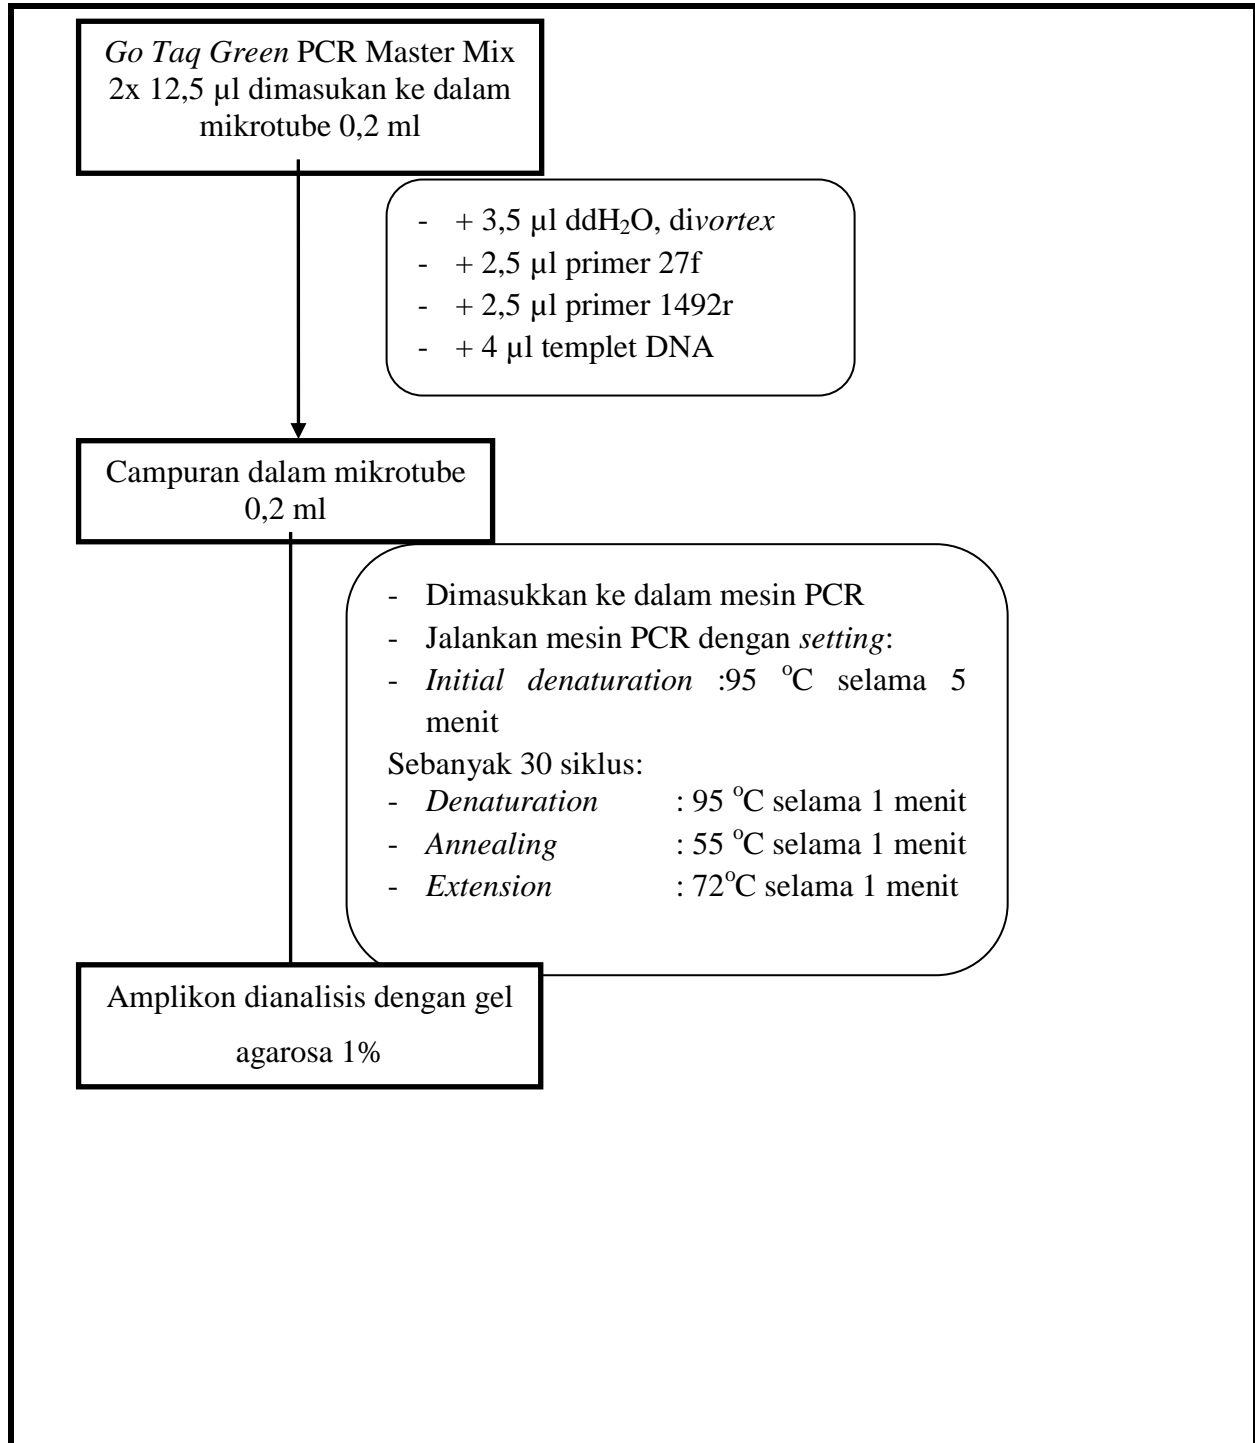 Go Taq Green PCR Master Mix
2x 12,5 µl dimasukan ke dalam
mikrotube 0,2 ml
- + 3,5 µl ddH₂O, divortex
- + 2,5 µl primer 27f
- + 2,5 µl primer 1492r
- + 4 µl templet DNA
Campuran dalam mikrotube
0,2 ml
- Dimasukkan ke dalam mesin PCR
- Jalankan mesin PCR dengan setting:
- Initial denaturation :95 °C selama 5
menit
Sebanyak 30 siklus:
- Denaturation : 95 °C selama 1 menit
- Annealing : 55 °C selama 1 menit
- Extension : 72°C selama 1 menit
Amplikon dianalisis dengan gel
agarosa 1%